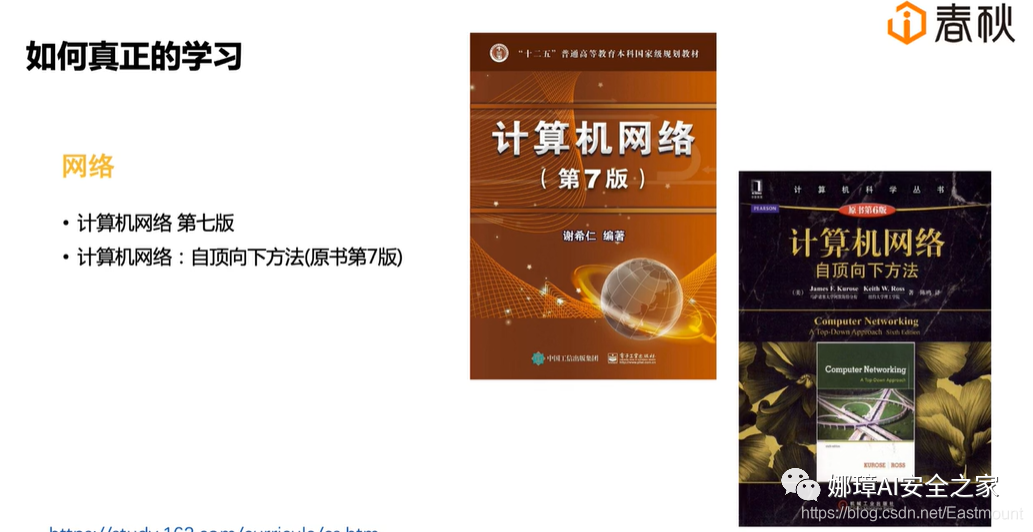 春秋
如何真正的学习
网络
• 计算机网络 第七版
• 计算机网络：自顶向下方法(原书第7版)
“十二五”普通高等教育本科国家级规划教材
计算机网络
（第7版）
谢希仁 编著
中国工信出版集团
电子工业出版社
计算机科学丛书
PEARSON
原书第6版
计算机网络
自顶向下方法
(美) James F. Kurose Keith W. Ross 著 陈鸣 译
Computer Networking
A Top-Down Approach Sixth Edition
Computer Networking
A Top-Down Approach
KUROSE ROSS
机械工业出版社
娜璋AI安全之家
https://blog.csdn.net/Eastmount
https://study.163.com/curricula/cs.htm